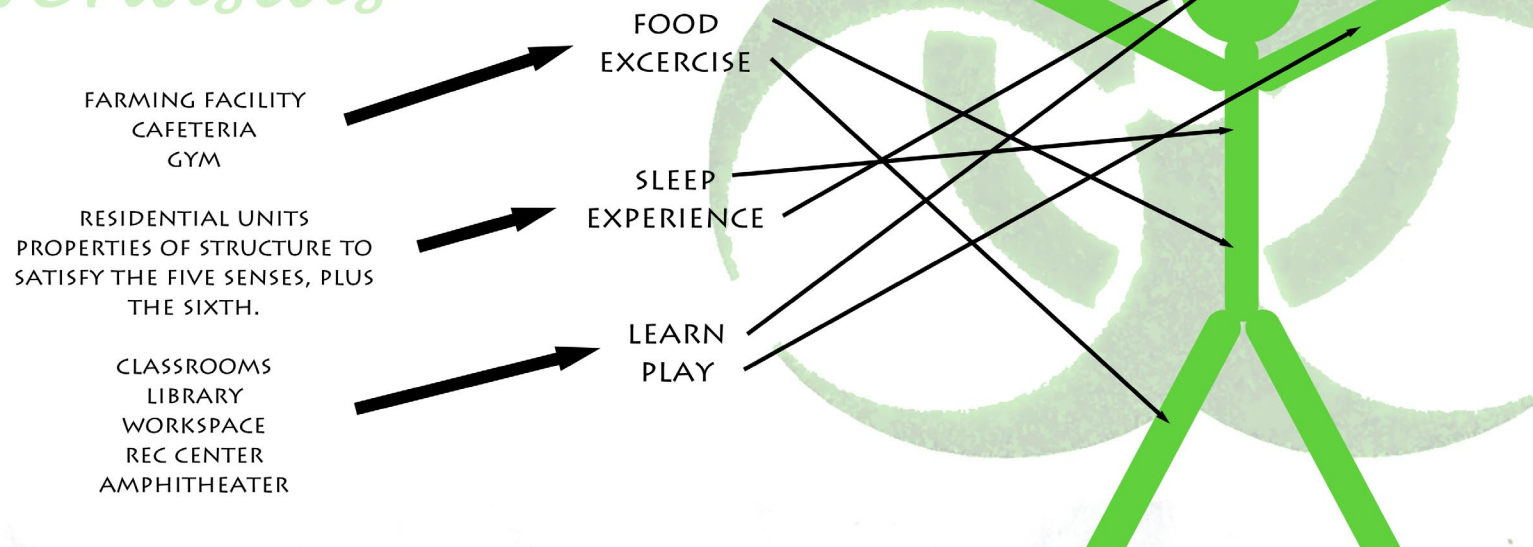 FARMING FACILITY
CAFETERIA
GYM
RESIDENTIAL UNITS
PROPERTIES OF STRUCTURE TO
SATISFY THE FIVE SENSES, PLUS
THE SIXTH.
CLASSROOMS
LIBRARY
WORKSPACE
REC CENTER
AMPHITHEATER
FOOD
EXCERCISE
SLEEP
EXPERIENCE
LEARN
PLAY